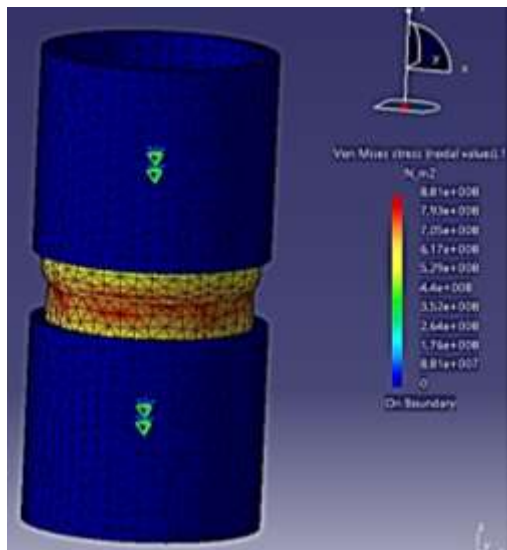 y
x
Von Mises stress (nodal values).1
N_m2
8.81e+008
7.93e+008
7.05e+008
6.17e+008
5.29e+008
4.4e+008
3.52e+008
2.64e+008
1.76e+008
8.81e+007
0
On Boundary